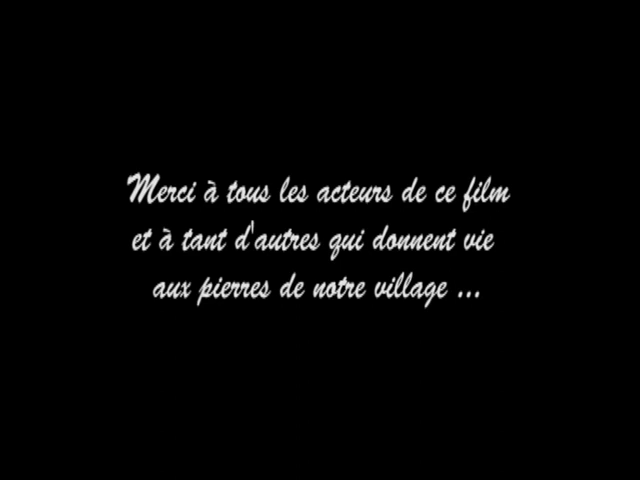 Merci à tous les acteurs de ce film
et à tant d'autres qui donnent vie
aux pierres de notre village ...